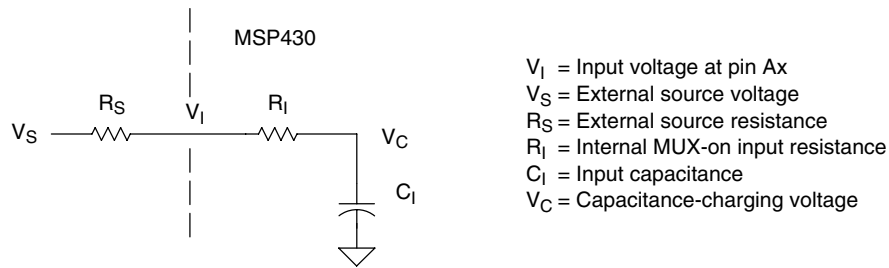 MSP430
R_S
V_I
R_I
V_S
V_C
C_I
V_I = Input voltage at pin Ax
V_S = External source voltage
R_S = External source resistance
R_I = Internal MUX-on input resistance
C_I = Input capacitance
V_C = Capacitance-charging voltage